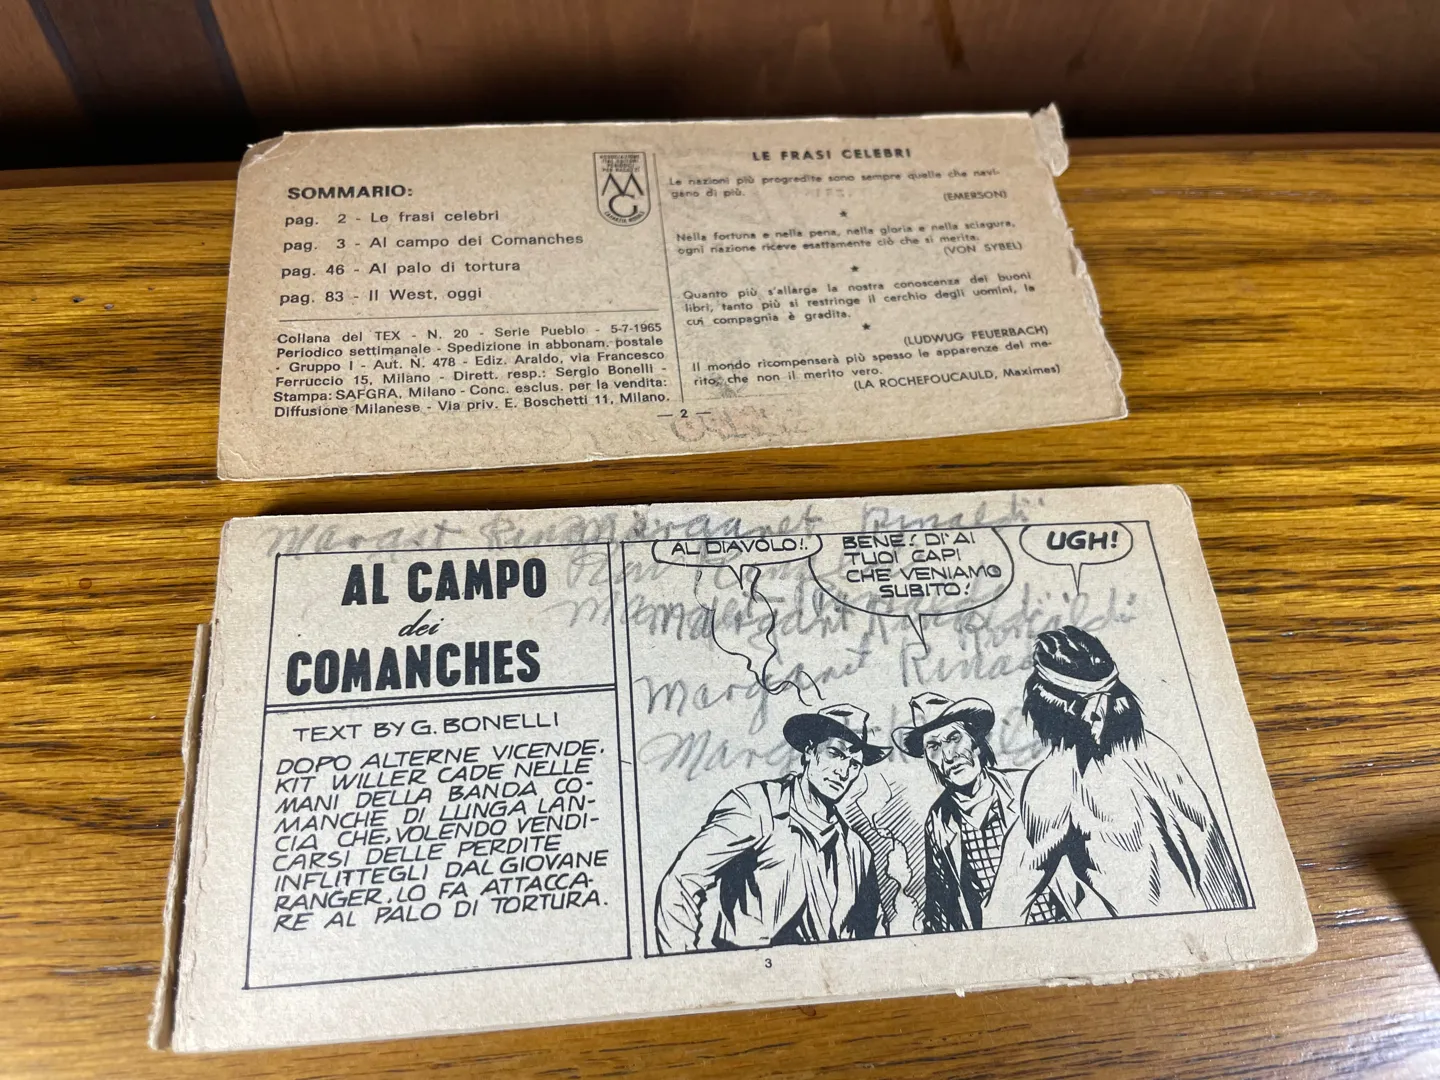 SOMMARIO:
pag. 2 - Le frasi celebri
pag. 3 - Al campo dei Comanches
pag. 46 - Al palo di tortura
pag. 83 - Il West, oggi
Collana del TEX - N. 20 - Serie Pueblo - 5-7-1965
Periodico settimanale - Spedizione in abbonam. postale
- Gruppo I - Aut. N. 478 - Ediz. Araldo, via Francesco
Ferruccio 15, Milano - Dirett. resp.: Sergio Bonelli -
Stampa: SAFGRA, Milano - Conc. esclus. per la vendita:
Diffusione Milanese - Via priv. E. Boschetti 11, Milano.
MG
LE FRASI CELEBRI
Le nazioni più progredite sono sempre quelle che navi-
gano di più.
(EMERSON)
Nella fortuna e nella pena, nella gloria e nella sciagura,
ogni nazione riceve esattamente ciò che si merita.
(VON SYBEL)
Quanto più s'allarga la nostra conoscenza dei buoni
libri, tanto più si restringe il cerchio degli uomini, la
cui compagnia è gradita.
(LUDWUG FEUERBACH)
Il mondo ricompenserà più spesso le apparenze del me-
rito, che non il merito vero.
(LA ROCHEFOUCAULD, Maximes)
— 2 —
Margaret Rinaldi
AL CAMPO
dei
COMANCHES
TEXT BY G. BONELLI
DOPO ALTERNE VICENDE,
KIT WILLER CADE NELLE
MANI DELLA BANDA CO-
MANCHE DI LUNGA LAN-
CIA CHE, VOLENDO VENDI-
CARSI DELLE PERDITE
INFLITTEGLI DAL GIOVANE
RANGER, LO FA ATTACCA-
RE AL PALO DI TORTURA.
AL DIAVOLO!.
BENE! DI' AI
TUOI CAPI
CHE VENIAMO
SUBITO!
UGH!
Margaret
3